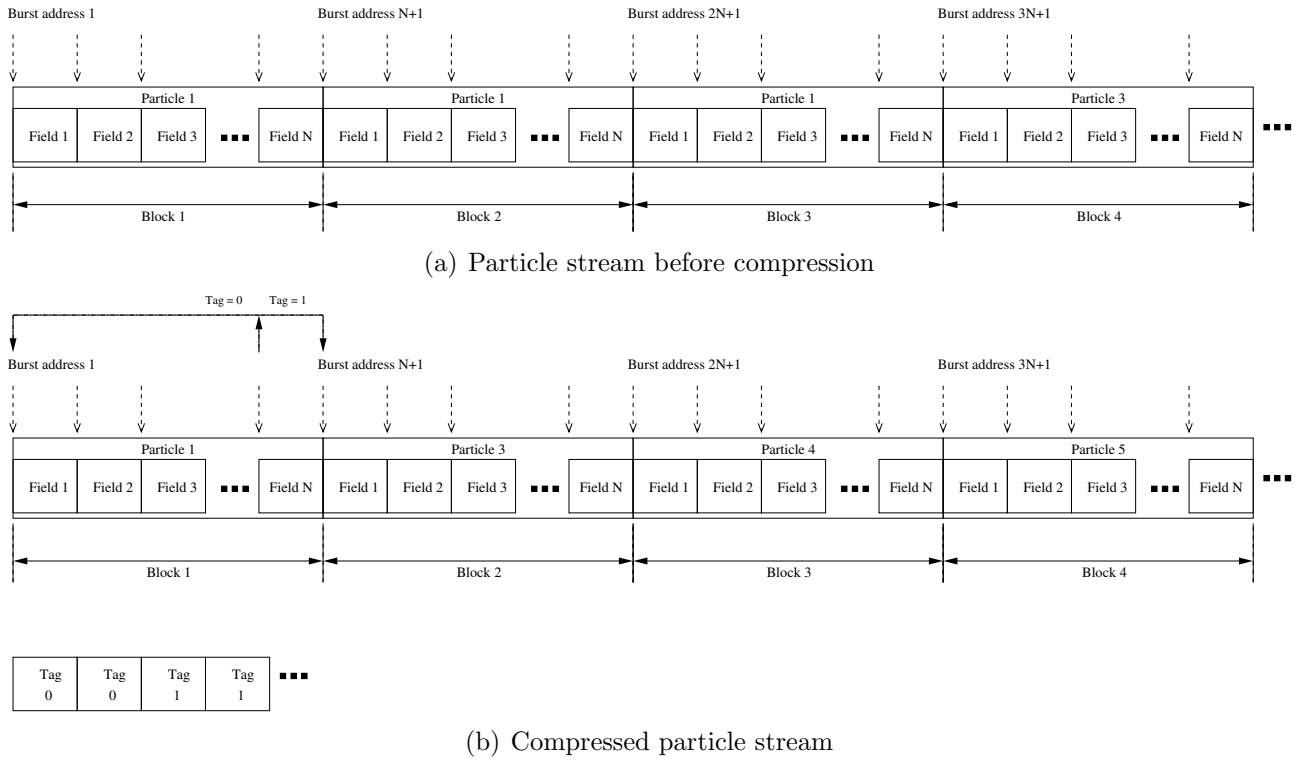 Burst address 1 Burst address N+1 Burst address 2N+1 Burst address 3N+1
Particle 1 Particle 1 Particle 1 Particle 3
Field 1 Field 2 Field 3 Field N Field 1 Field 2 Field 3 Field N Field 1 Field 2 Field 3 Field N Field 1 Field 2 Field 3 Field N
Block 1 Block 2 Block 3 Block 4
(a) Particle stream before compression
Tag = 0 Tag = 1
Burst address 1 Burst address N+1 Burst address 2N+1 Burst address 3N+1
Particle 1 Particle 3 Particle 4 Particle 5
Field 1 Field 2 Field 3 Field N Field 1 Field 2 Field 3 Field N Field 1 Field 2 Field 3 Field N Field 1 Field 2 Field 3 Field N
Block 1 Block 2 Block 3 Block 4
Tag Tag Tag Tag
0 0 1 1
(b) Compressed particle stream